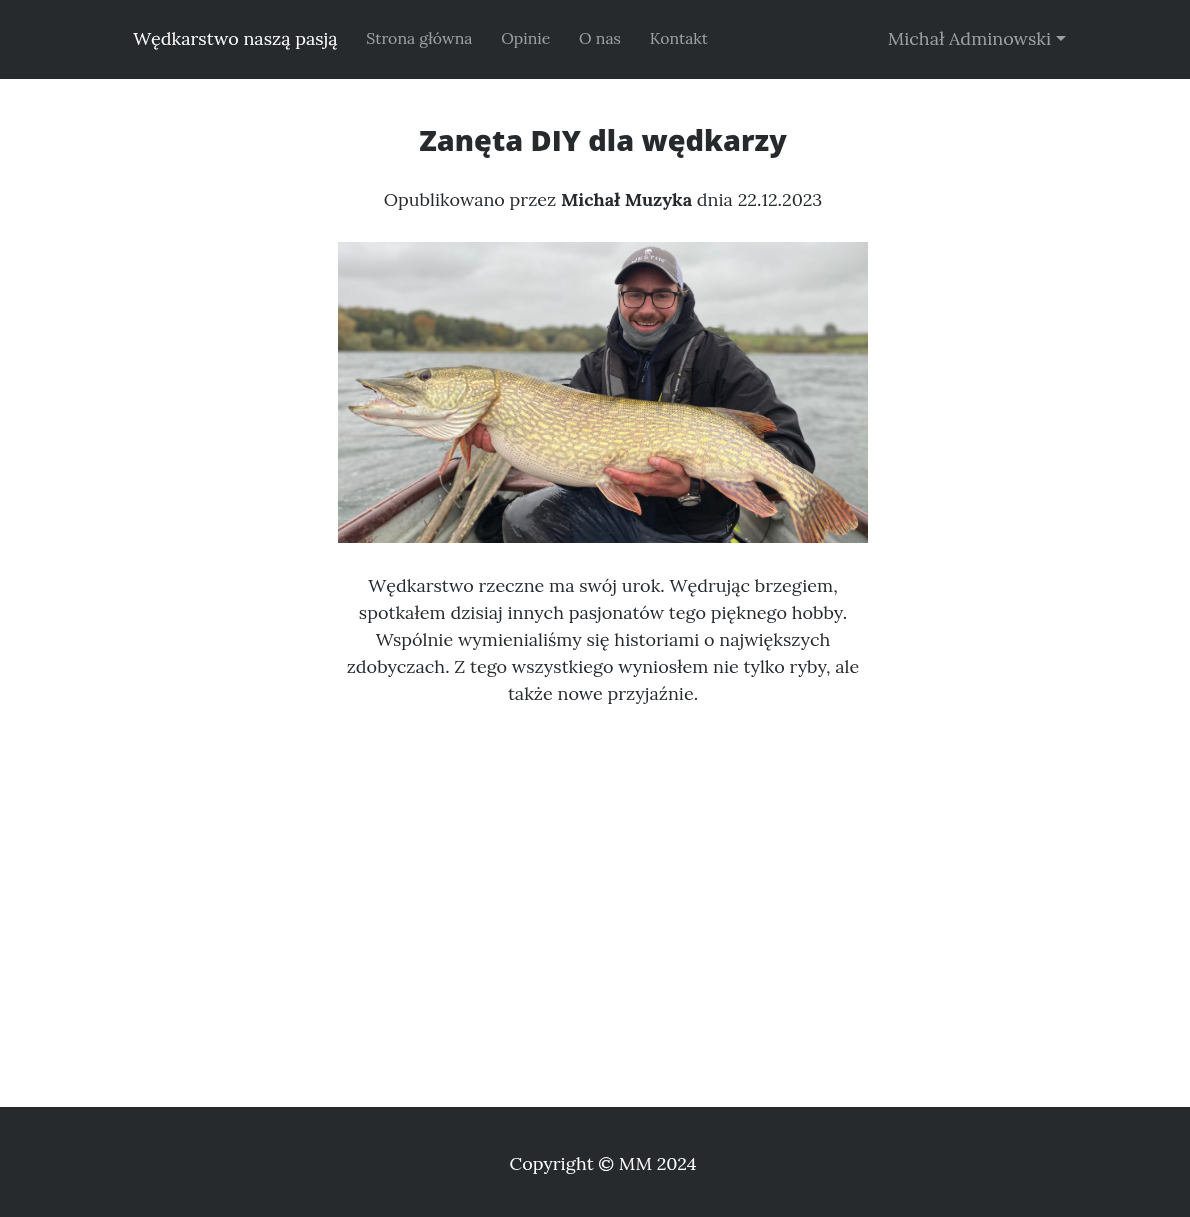 Wędkarstwo naszą pasją Strona główna Opinie O nas Kontakt Michał Adminowski
Zanęta DIY dla wędkarzy
Opublikowano przez Michał Muzyka dnia 22.12.2023
WESTIN
Wędkarstwo rzeczne ma swój urok. Wędrując brzegiem,
spotkałem dzisiaj innych pasjonatów tego pięknego hobby.
Wspólnie wymienialiśmy się historiami o największych
zdobyczach. Z tego wszystkiego wyniosłem nie tylko ryby, ale
także nowe przyjaźnie.
Copyright © MM 2024